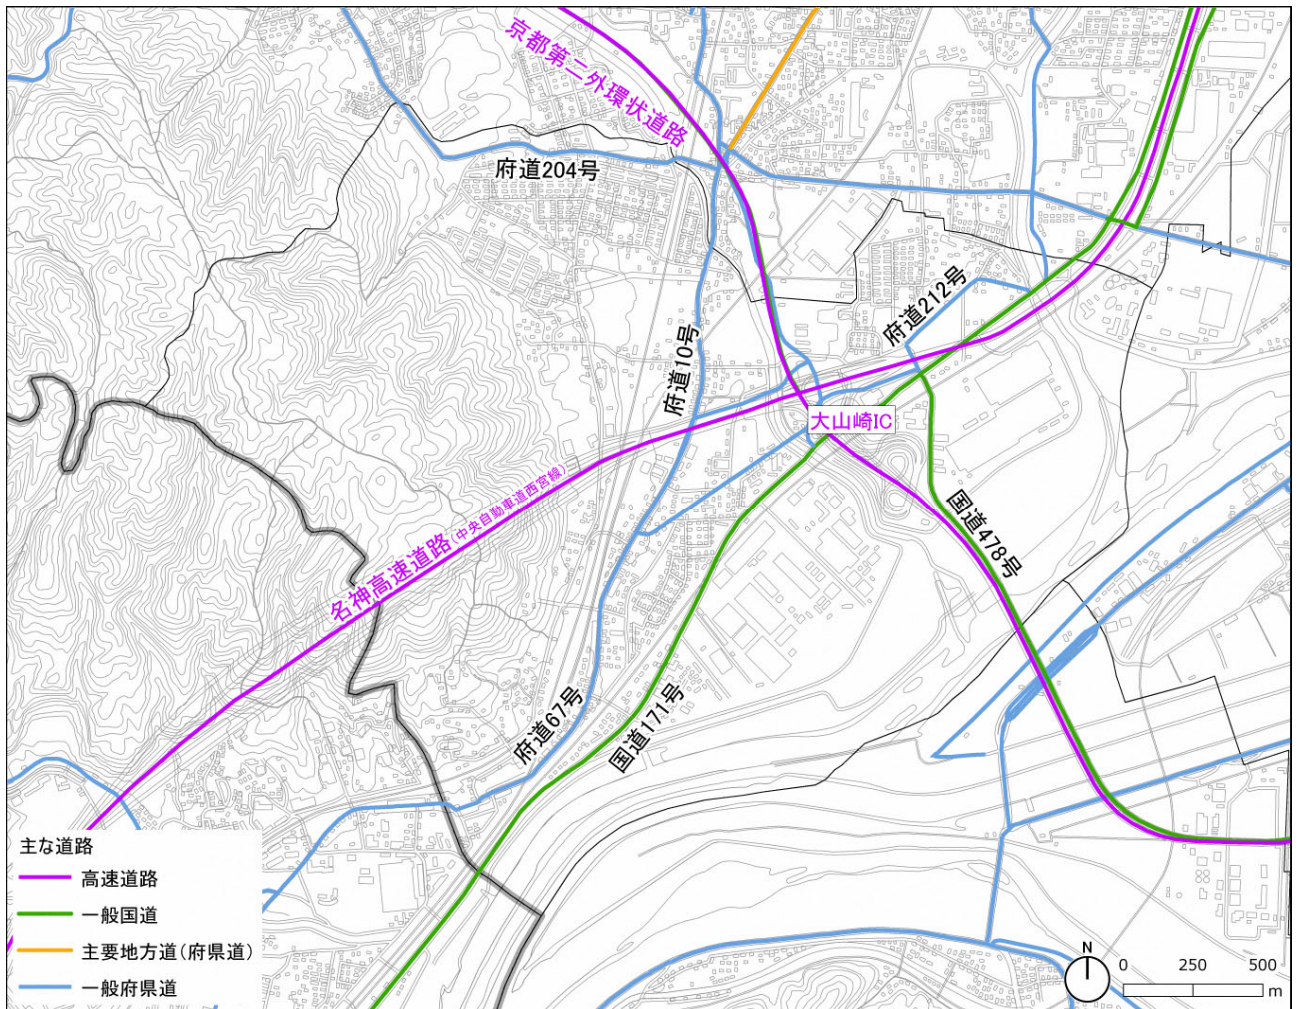 京都第二外環状道路
府道204号
府道212号
府道10号
大山崎IC
国道478号
名神高速道路(中央自動車道西宮線)
府道67号
国道171号
主な道路
高速道路
一般国道
主要地方道(府県道)
一般府県道
N
0 250 500
m